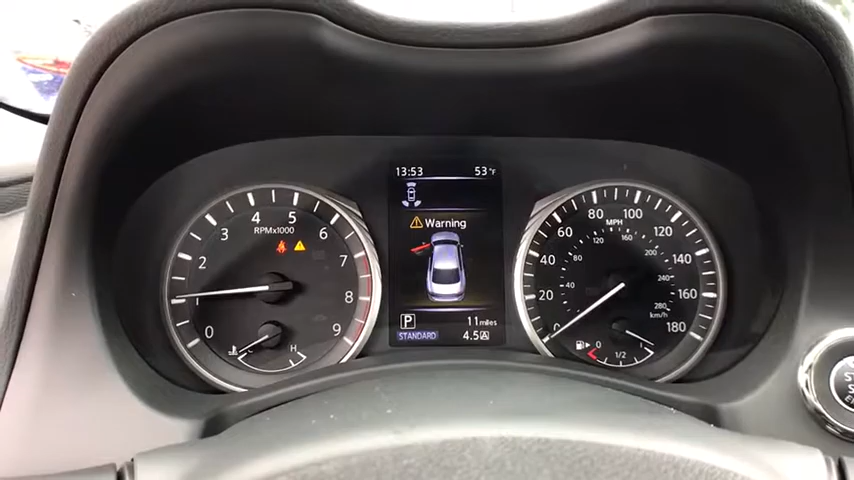 13:53 53°F
Warning
P 11 miles
STANDARD 4.5
RPMx1000
0 1 2 3 4 5 6 7 8 9
H
MPH
0 20 40 60 80 100 120 140 160 180
km/h
40 80 120 160 200 240 280
0 1/2